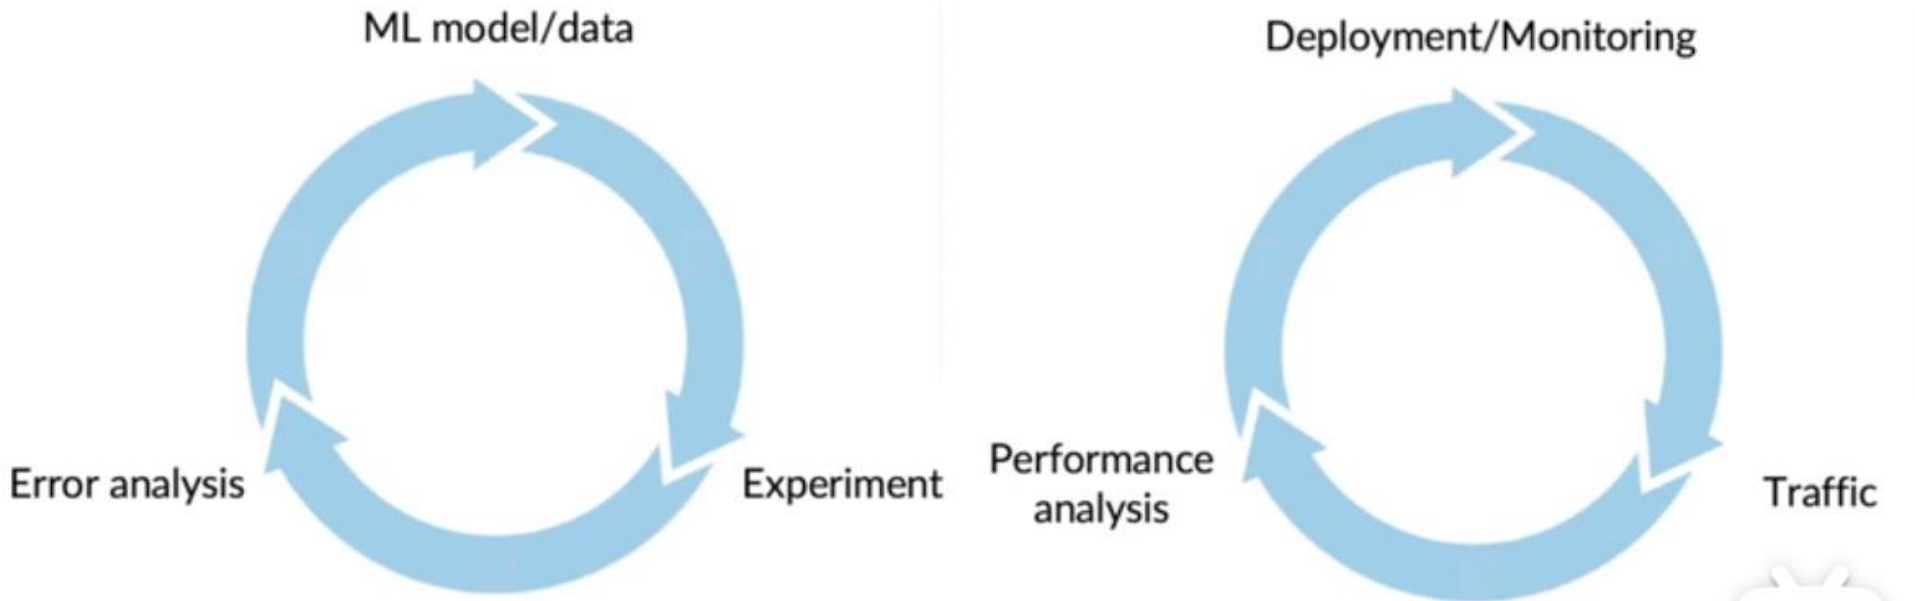 ML model/data
Experiment
Error analysis
Deployment/Monitoring
Traffic
Performance
analysis